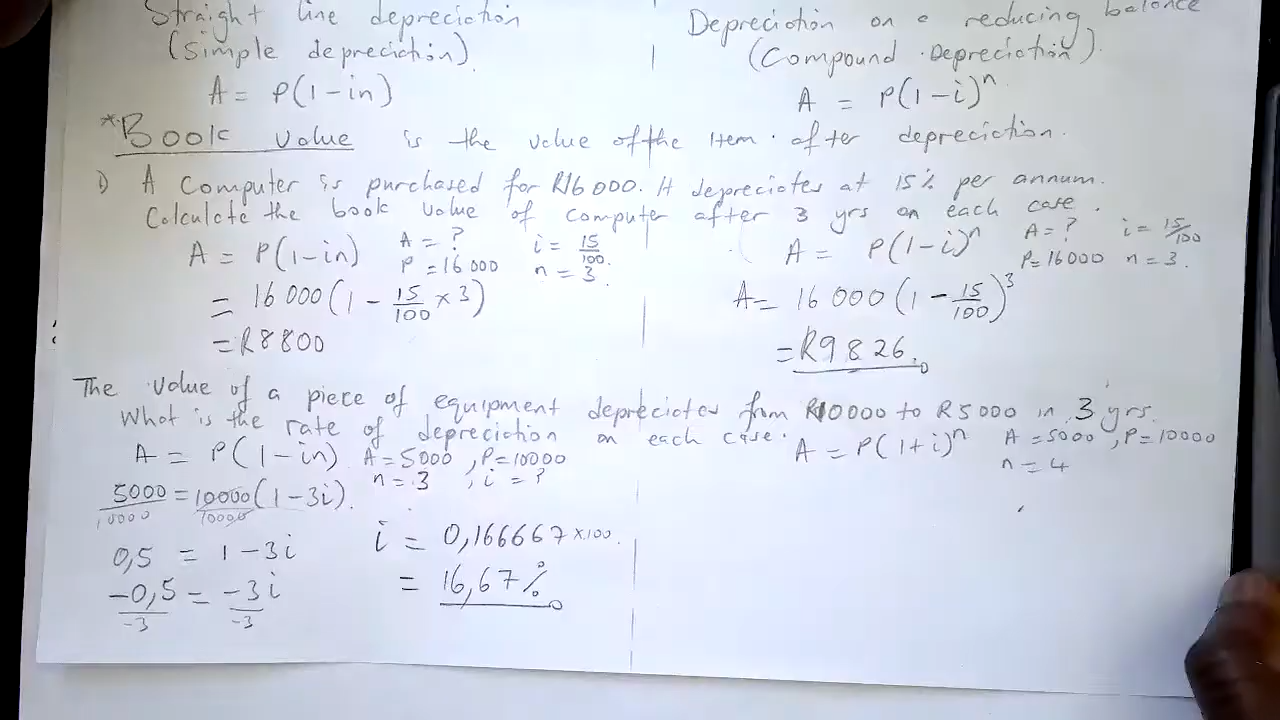 Straight line depreciation
(Simple depreciation)
A = P(1-in)
Depreciation on a reducing balance
(Compound Depreciation).
A = P(1-i)^n
*Book value is the value of the Item after depreciation.
1) A Computer is purchased for R16 000. It depreciates at 15% per annum.
Calculate the book value of computer after 3 yrs on each case.
A = P(1-in) A = ? i = 15/100.
P = 16 000 n = 3.
= 16 000(1 - 15/100 × 3)
= R8800
A = P(1-i)^n A = ? i = 15/100
P = 16000 n = 3.
A = 16 000(1 - 15/100)^3
= R9826.
The value of a piece of equipment depreciates from R10000 to R5000 in 3 yrs.
What is the rate of depreciation on each case.
A = P(1-in) A = 5000, P = 10000
n = 3, i = ?
5000/10000 = 10000/10000(1-3i).
0,5 = 1-3i
-0,5/-3 = -3i/-3
i = 0,166667 ×100.
= 16,67%
A = P(1+i)^n A = 5000, P = 10000
n = 4